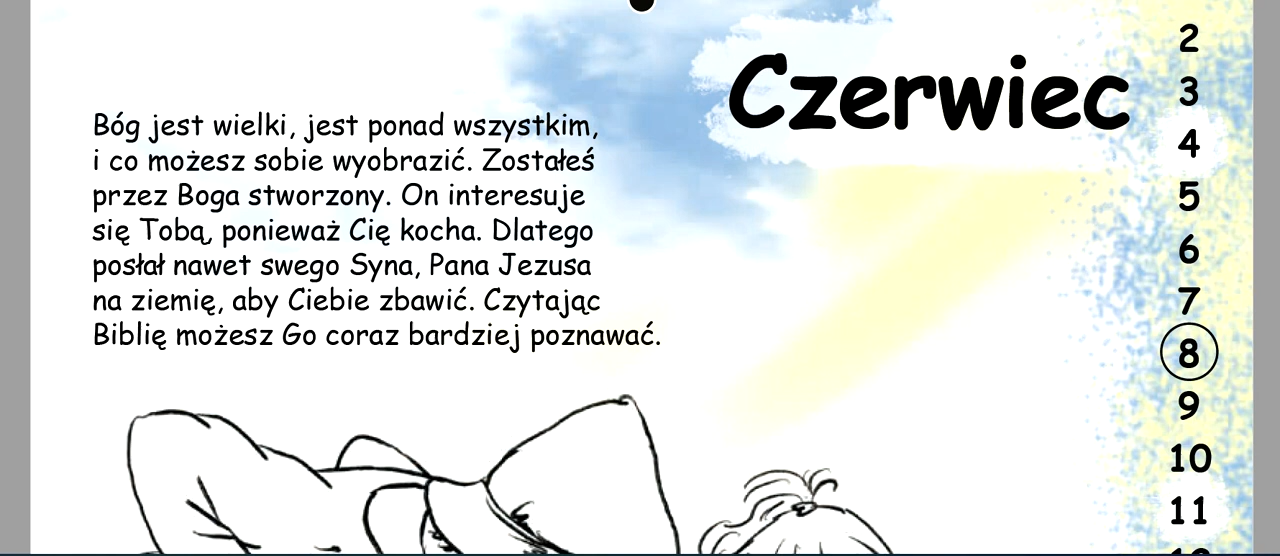 Czerwiec
Bóg jest wielki, jest ponad wszystkim,
i co możesz sobie wyobrazić. Zostałeś
przez Boga stworzony. On interesuje
się Tobą, ponieważ Cię kocha. Dlatego
posłał nawet swego Syna, Pana Jezusa
na ziemię, aby Ciebie zbawić. Czytając
Biblię możesz Go coraz bardziej poznawać.
2
3
4
5
6
7
8
9
10
11